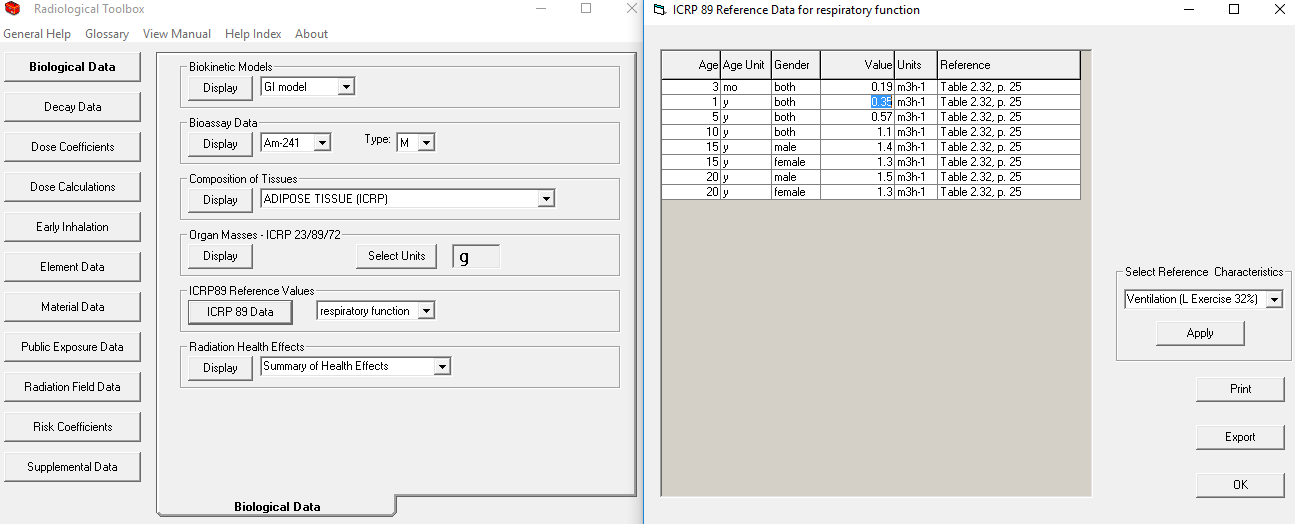 Radiological Toolbox
General Help Glossary View Manual Help Index About
Biological Data
Decay Data
Dose Coefficients
Dose Calculations
Early Inhalation
Element Data
Material Data
Public Exposure Data
Radiation Field Data
Risk Coefficients
Supplemental Data
Biokinetic Models
Display GI model
Bioassay Data
Display Am-241 Type: M
Composition of Tissues
Display ADIPOSE TISSUE (ICRP)
Organ Masses - ICRP 23/89/72
Display Select Units g
ICRP89 Reference Values
ICRP 89 Data respiratory function
Radiation Health Effects
Display Summary of Health Effects
Biological Data
ICRP 89 Reference Data for respiratory function
Age Age Unit Gender Value Units Reference
3 mo both 0.19 m3h-1 Table 2.32, p. 25
1 y both 0.35 m3h-1 Table 2.32, p. 25
5 y both 0.57 m3h-1 Table 2.32, p. 25
10 y both 1.1 m3h-1 Table 2.32, p. 25
15 y male 1.4 m3h-1 Table 2.32, p. 25
15 y female 1.3 m3h-1 Table 2.32, p. 25
20 y male 1.5 m3h-1 Table 2.32, p. 25
20 y female 1.3 m3h-1 Table 2.32, p. 25
Select Reference Characteristics
Ventilation (L Exercise 32%)
Apply
Print
Export
OK